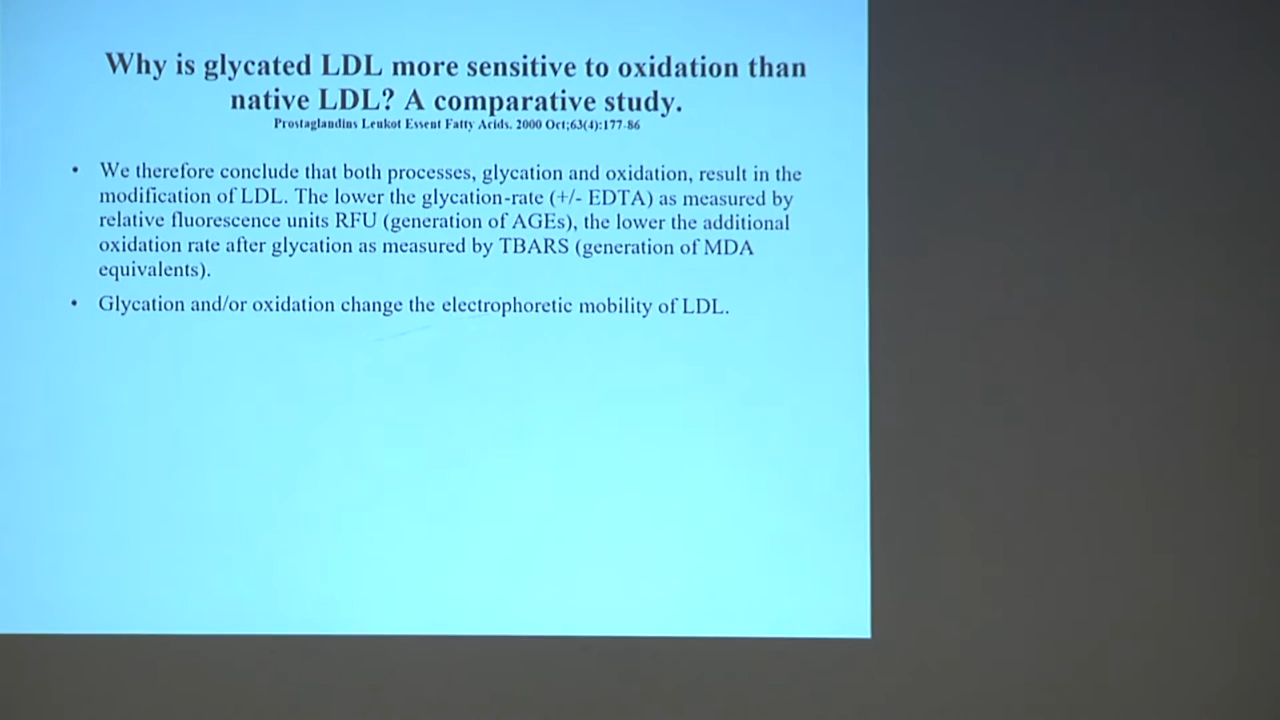 Why is glycated LDL more sensitive to oxidation than
native LDL? A comparative study.
Prostaglandins Leukot Essent Fatty Acids. 2000 Oct;63(4):177-86
• We therefore conclude that both processes, glycation and oxidation, result in the
modification of LDL. The lower the glycation-rate (+/- EDTA) as measured by
relative fluorescence units RFU (generation of AGEs), the lower the additional
oxidation rate after glycation as measured by TBARS (generation of MDA
equivalents).
• Glycation and/or oxidation change the electrophoretic mobility of LDL.